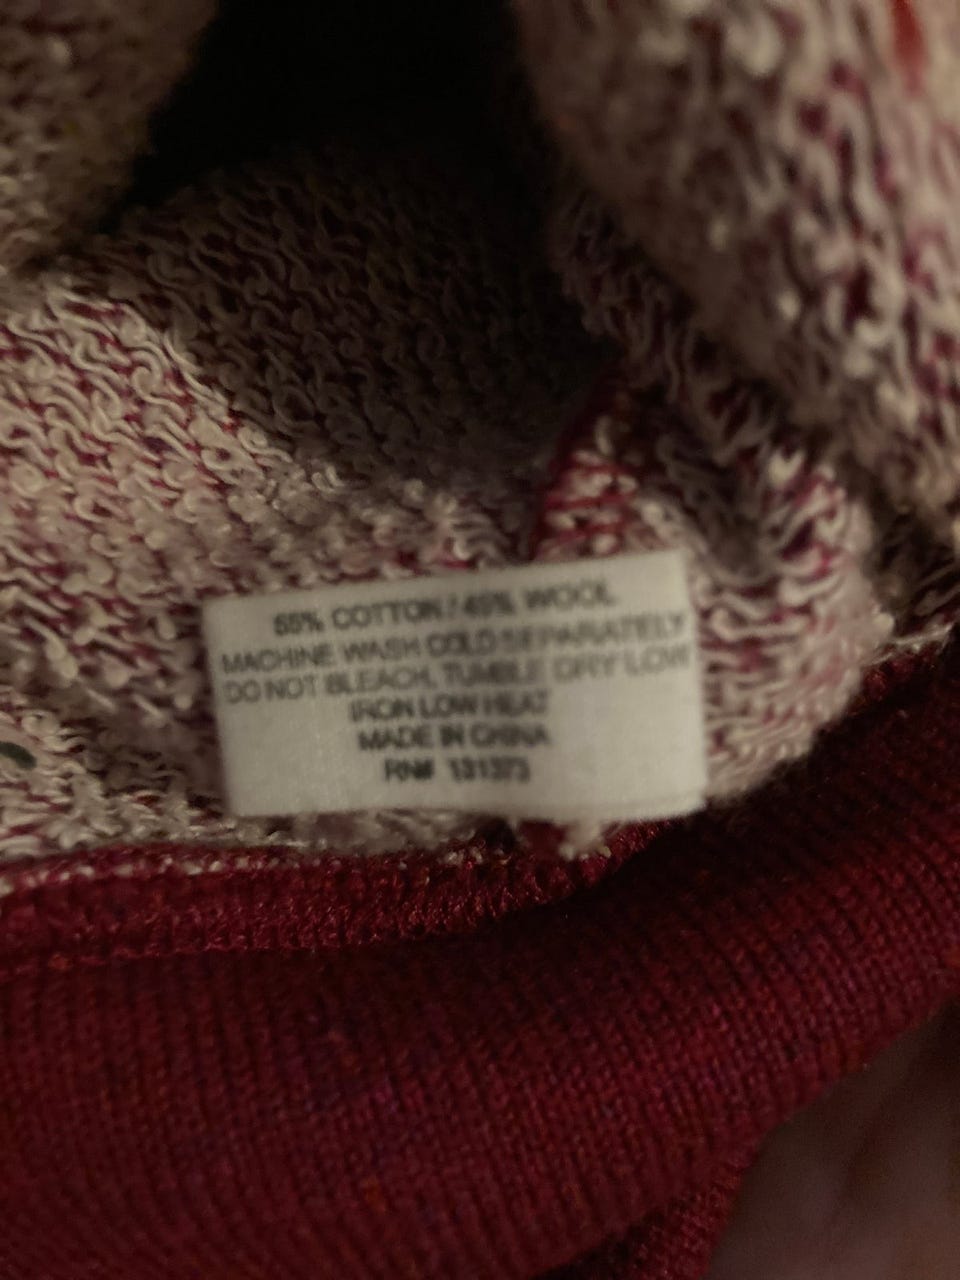 55% COTTON / 45% WOOL
MACHINE WASH COLD SEPARATELY
DO NOT BLEACH, TUMBLE DRY LOW
IRON LOW HEAT
MADE IN CHINA
RN# 131373